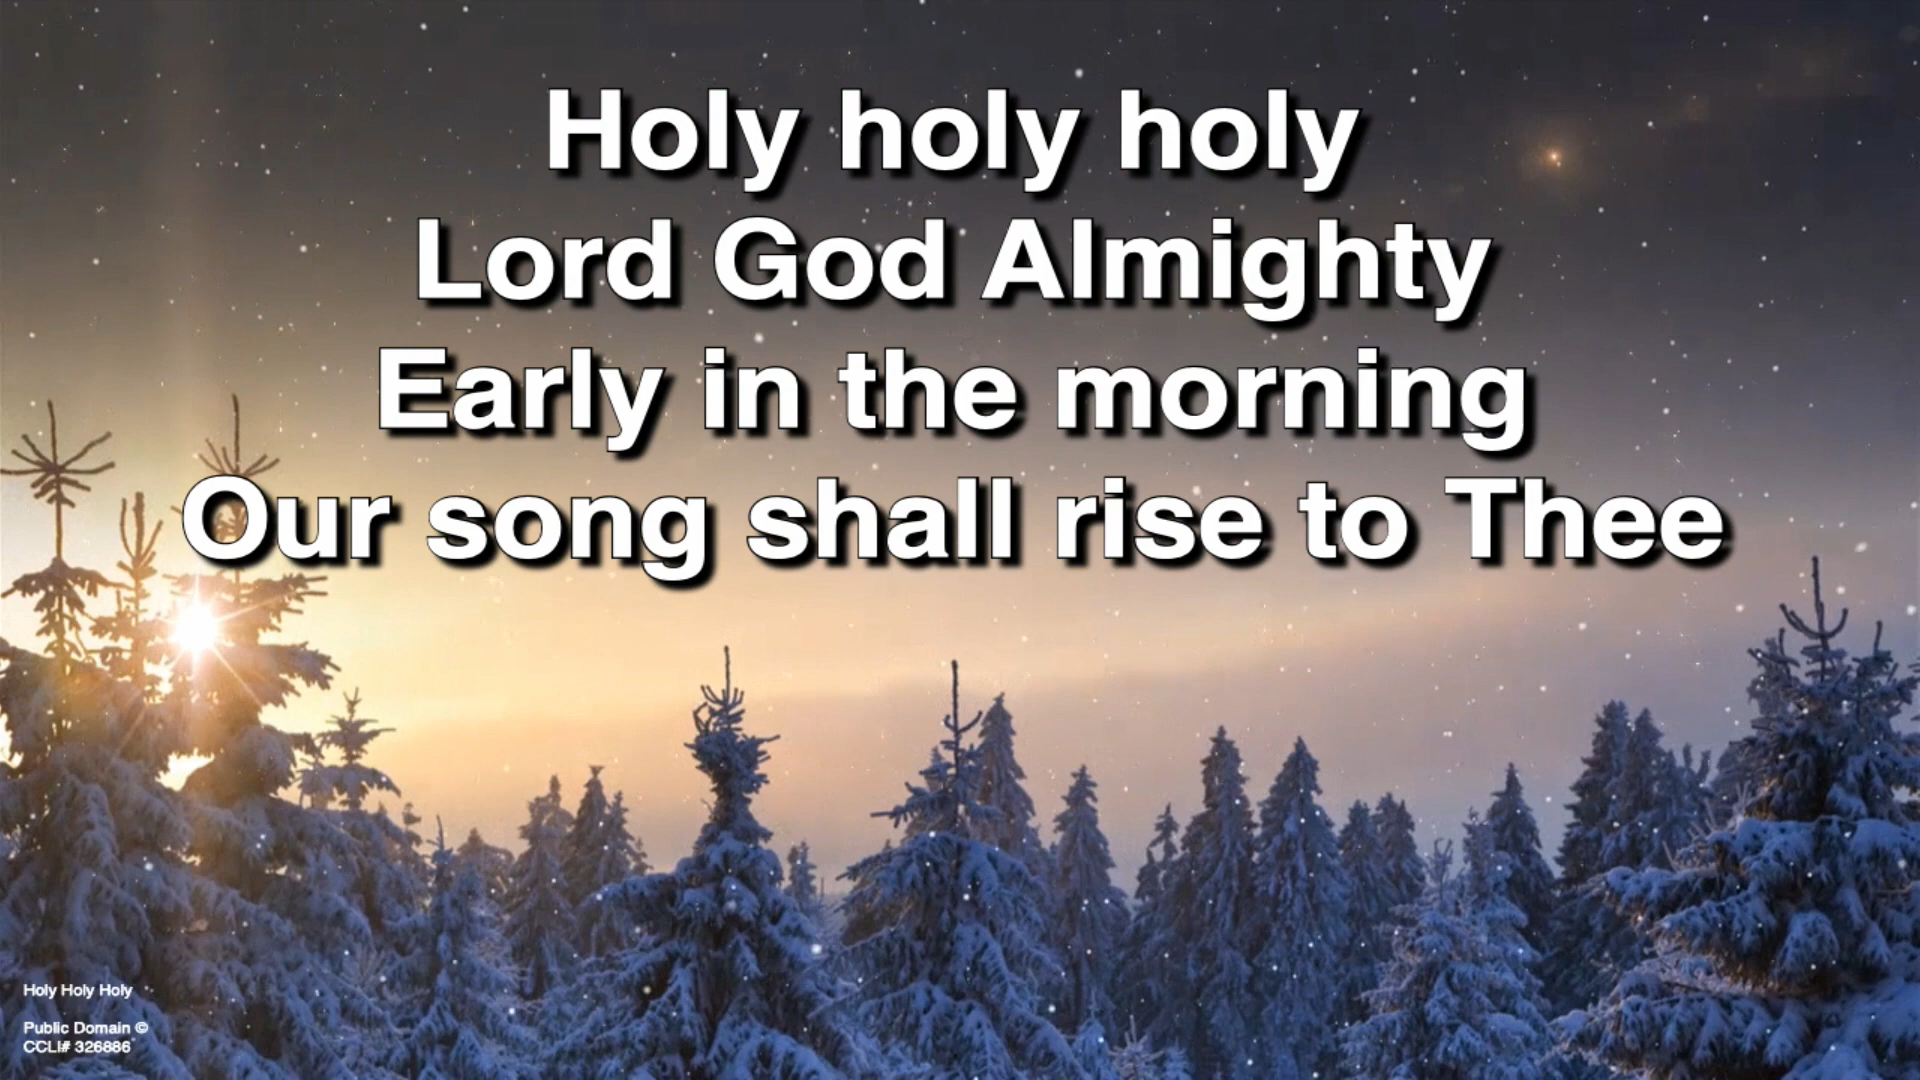 Holy holy holy
Lord God Almighty
Early in the morning
Our song shall rise to Thee
Holy Holy Holy
Public Domain ©
CCLI# 326886